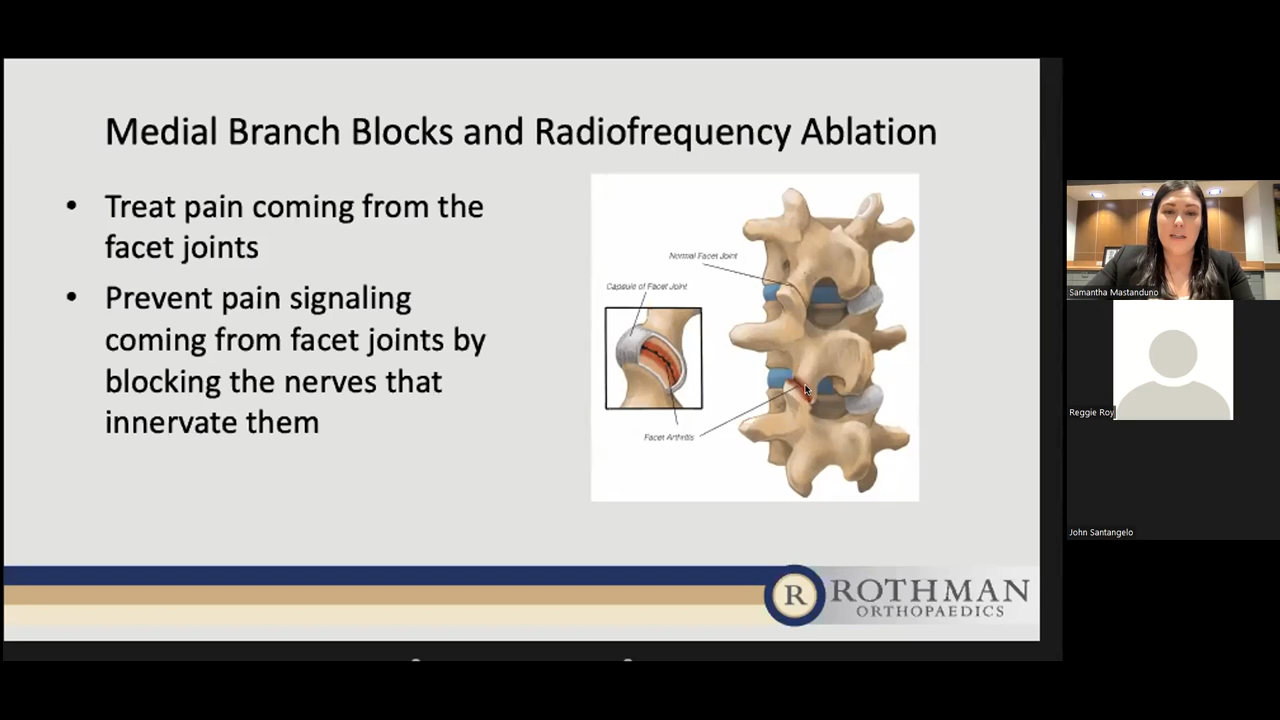 Medial Branch Blocks and Radiofrequency Ablation
• Treat pain coming from the
facet joints
• Prevent pain signaling
coming from facet joints by
blocking the nerves that
innervate them
Normal Facet Joint
Capsule of Facet Joint
Facet Arthritis
R ROTHMAN
ORTHOPAEDICS
Samantha Mastanduno
Reggie Roy
John Santangelo